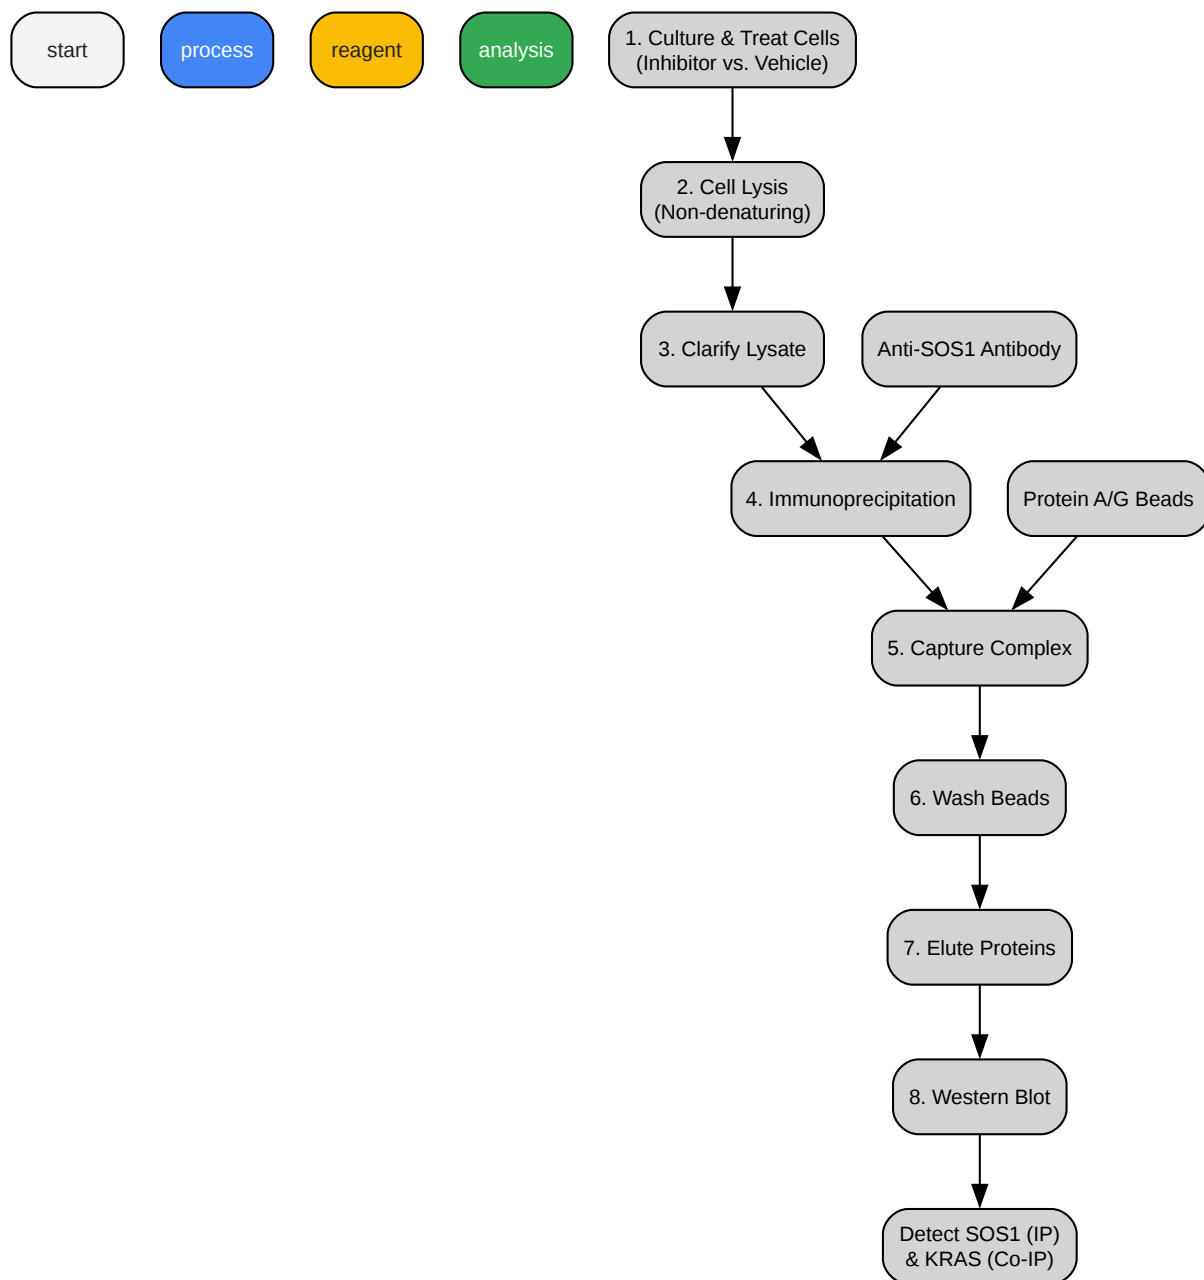 start
process
reagent
analysis
1. Culture & Treat Cells
(Inhibitor vs. Vehicle)
2. Cell Lysis
(Non-denaturing)
3. Clarify Lysate
Anti-SOS1 Antibody
4. Immunoprecipitation
Protein A/G Beads
5. Capture Complex
6. Wash Beads
7. Elute Proteins
8. Western Blot
Detect SOS1 (IP)
& KRAS (Co-IP)